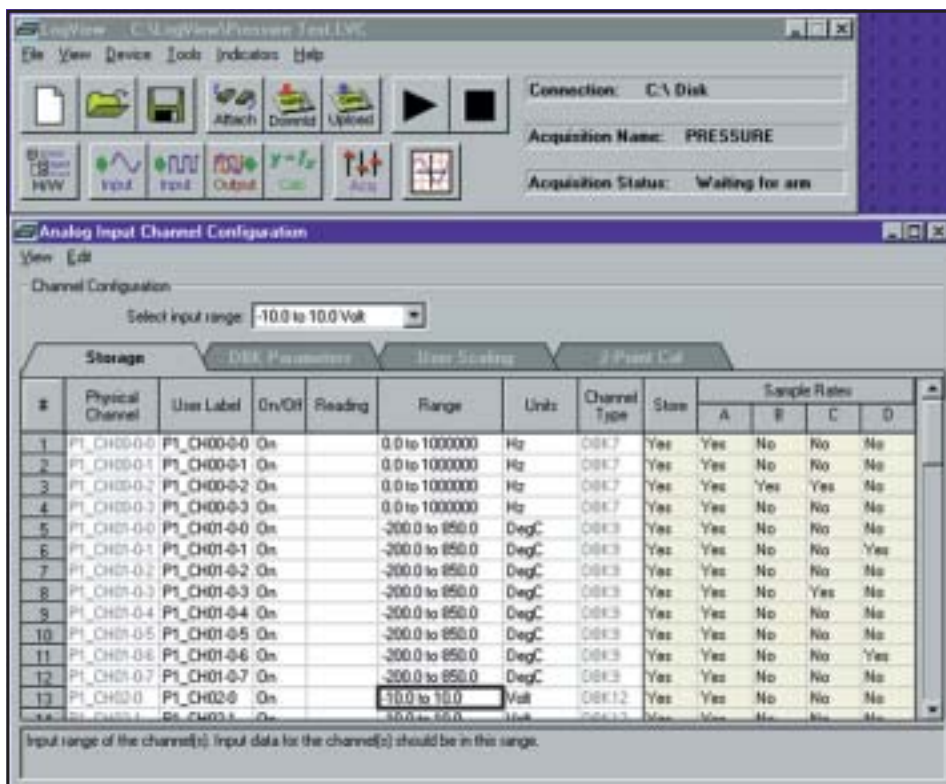 LogView C:\LogView\Pressure Test.LVC
File View Device Tools Indicators Help
Attach Downld Upload
Connection: C:\ Disk
Acquisition Name: PRESSURE
H/W Input Input Output Calc Acq
Acquisition Status: Waiting for arm
Analog Input Channel Configuration
View Edit
Channel Configuration
Select input range: -10.0 to 10.0 Volt
Storage DBK Parameters User Scaling 2-Point Cal
# Physical Channel User Label On/Off Reading Range Units Channel Type Store Sample Rates
A B C D
1 P1_CH00-0-0 P1_CH00-0-0 On 0.0 to 1000000 Hz DBK7 Yes Yes No No No
2 P1_CH00-0-1 P1_CH00-0-1 On 0.0 to 1000000 Hz DBK7 Yes Yes No No No
3 P1_CH00-0-2 P1_CH00-0-2 On 0.0 to 1000000 Hz DBK7 Yes Yes Yes Yes No
4 P1_CH00-0-3 P1_CH00-0-3 On 0.0 to 1000000 Hz DBK7 Yes Yes No No No
5 P1_CH01-0-0 P1_CH01-0-0 On -200.0 to 850.0 DegC DBK9 Yes Yes No No No
6 P1_CH01-0-1 P1_CH01-0-1 On -200.0 to 850.0 DegC DBK9 Yes Yes No No Yes
7 P1_CH01-0-2 P1_CH01-0-2 On -200.0 to 850.0 DegC DBK9 Yes Yes No No No
8 P1_CH01-0-3 P1_CH01-0-3 On -200.0 to 850.0 DegC DBK9 Yes Yes No Yes No
9 P1_CH01-0-4 P1_CH01-0-4 On -200.0 to 850.0 DegC DBK9 Yes Yes No No No
10 P1_CH01-0-5 P1_CH01-0-5 On -200.0 to 850.0 DegC DBK9 Yes Yes No No No
11 P1_CH01-0-6 P1_CH01-0-6 On -200.0 to 850.0 DegC DBK9 Yes Yes No No Yes
12 P1_CH01-0-7 P1_CH01-0-7 On -200.0 to 850.0 DegC DBK9 Yes Yes No No No
13 P1_CH02-0 P1_CH02-0 On -10.0 to 10.0 Volt DBK12 Yes Yes No No No
Input range of the channel(s). Input data for the channel(s) should be in this range.